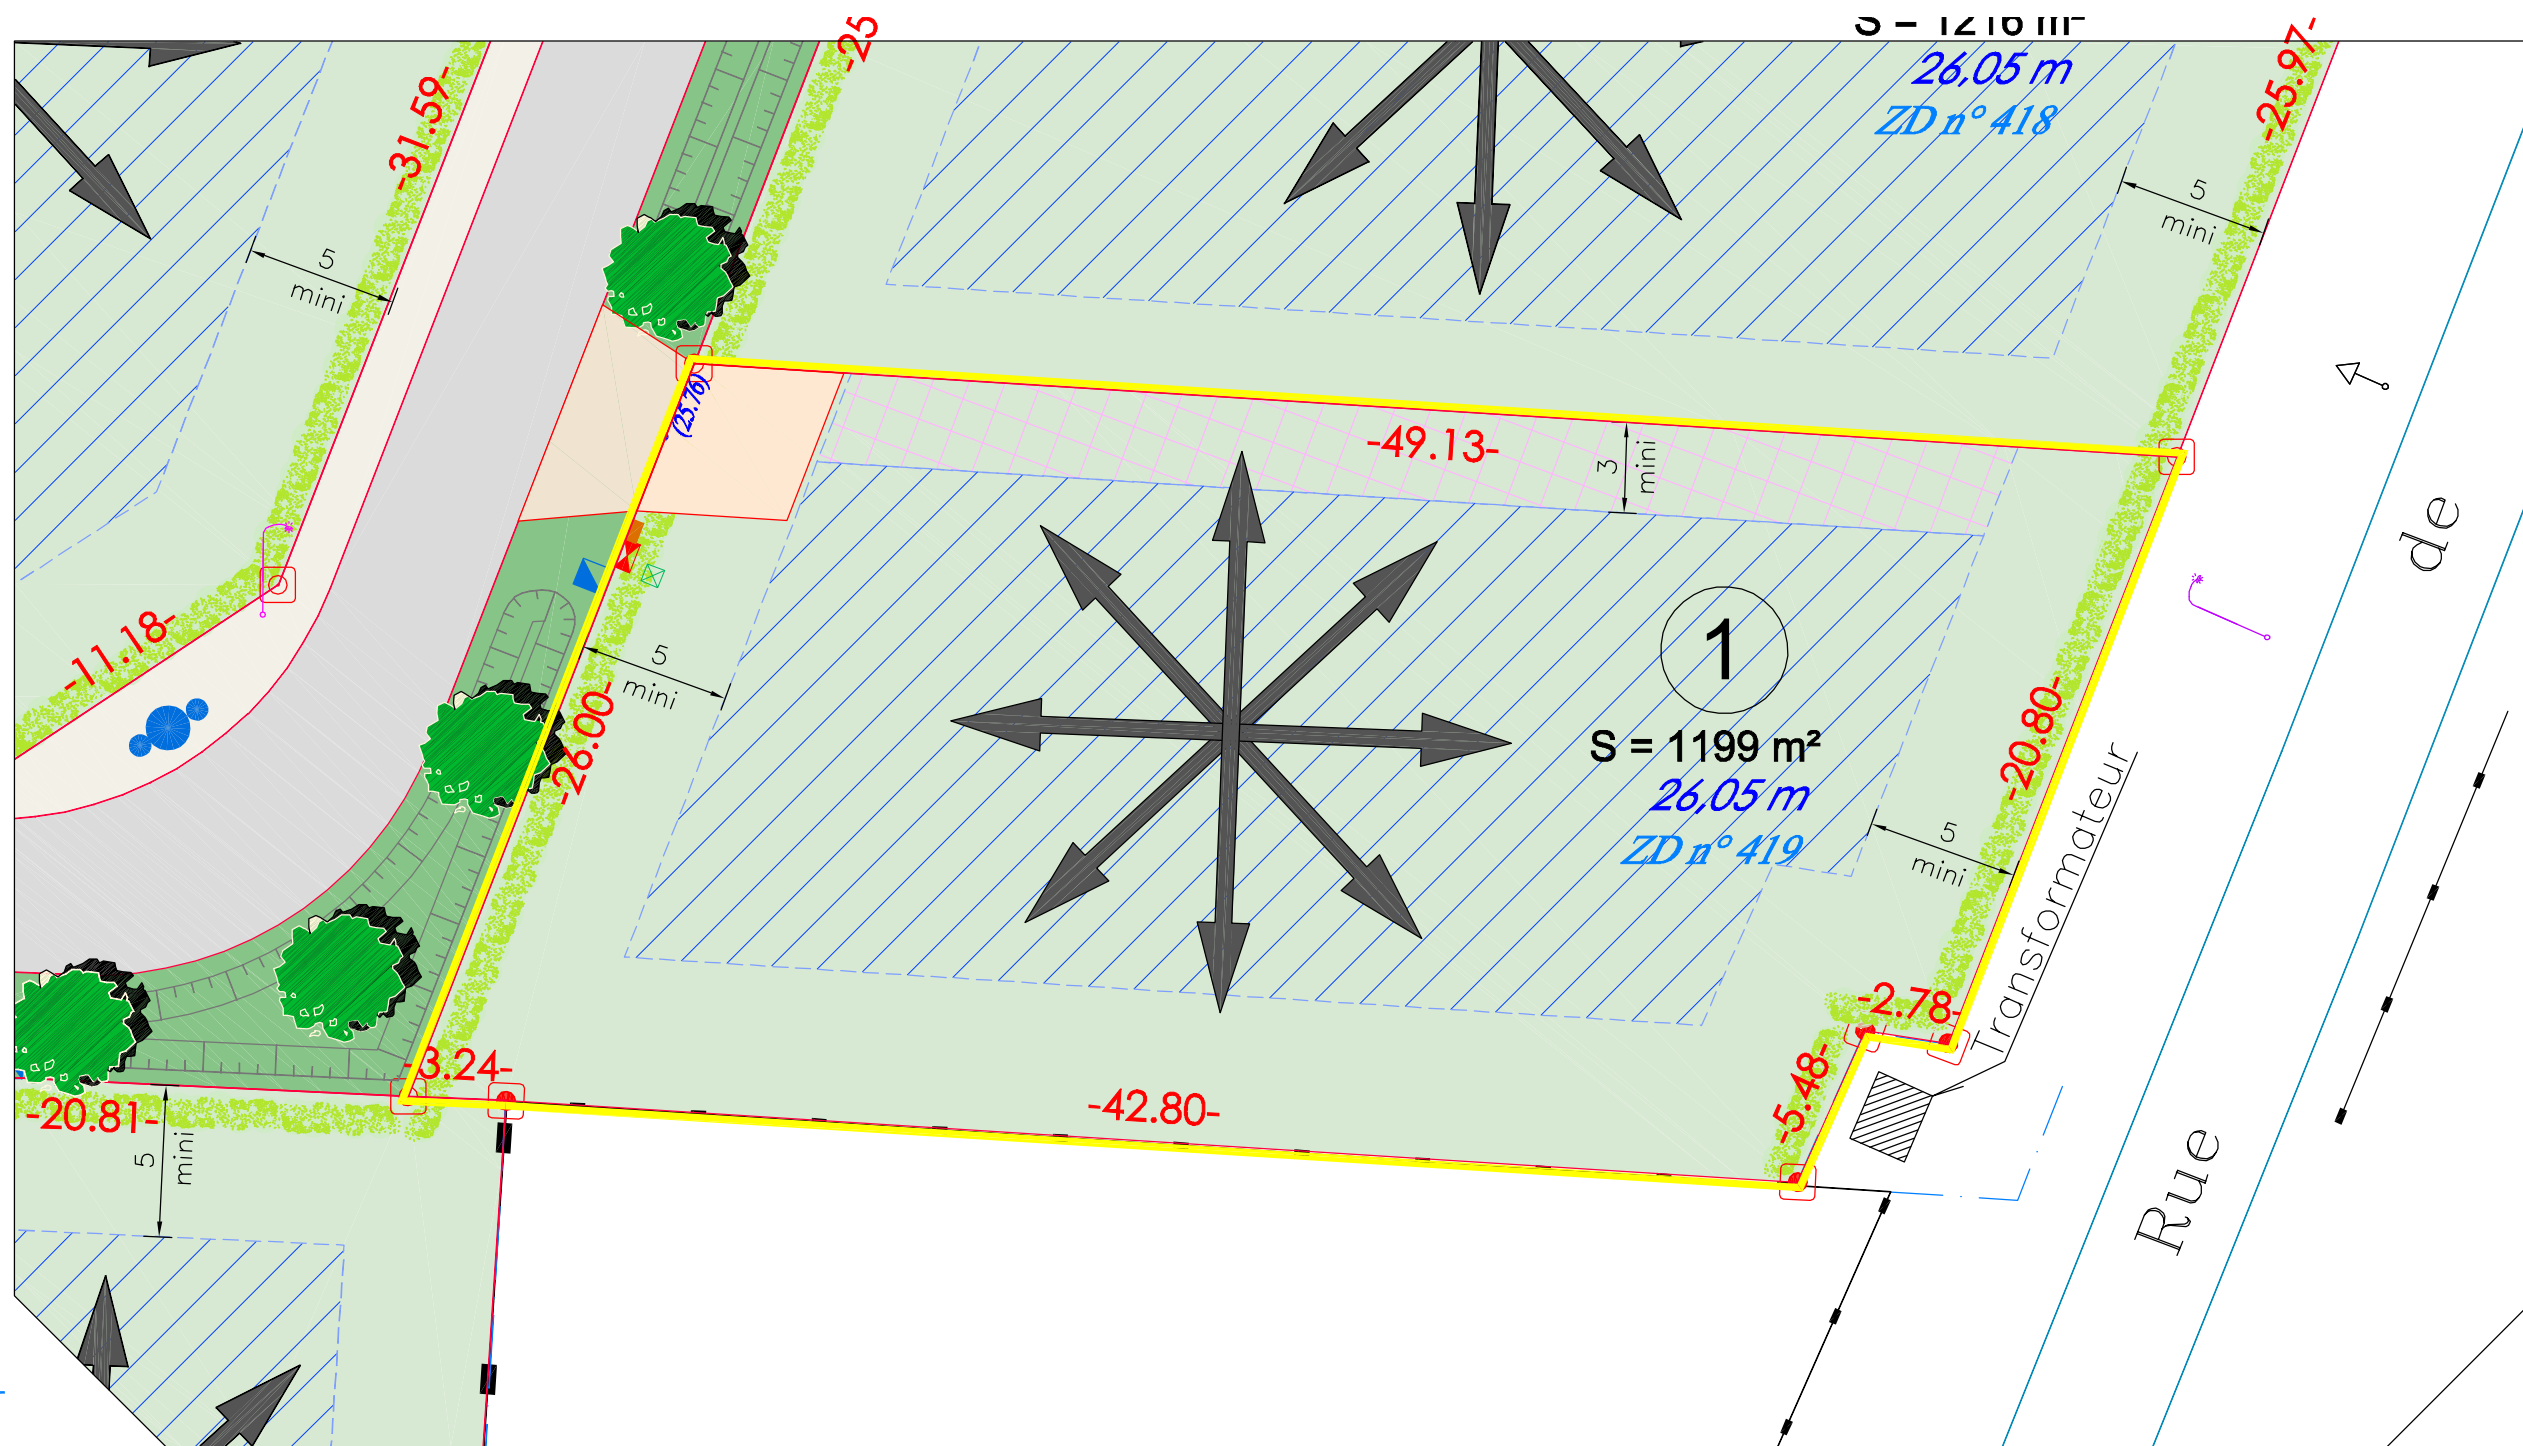 S = 1216 m²
26,05 m
ZD n° 418
-25
-25.97-
-31.59-
5
mini
5
mini
(25.76)
-49.13-
3
mini
de
-11.18-
5
mini
1
S = 1199 m²
26,05 m
ZD n° 419
-26.00-
-20.80-
5
mini
Transformateur
-2.78-
-3.24-
-5.48-
-42.80-
-20.81-
5
mini
Rue